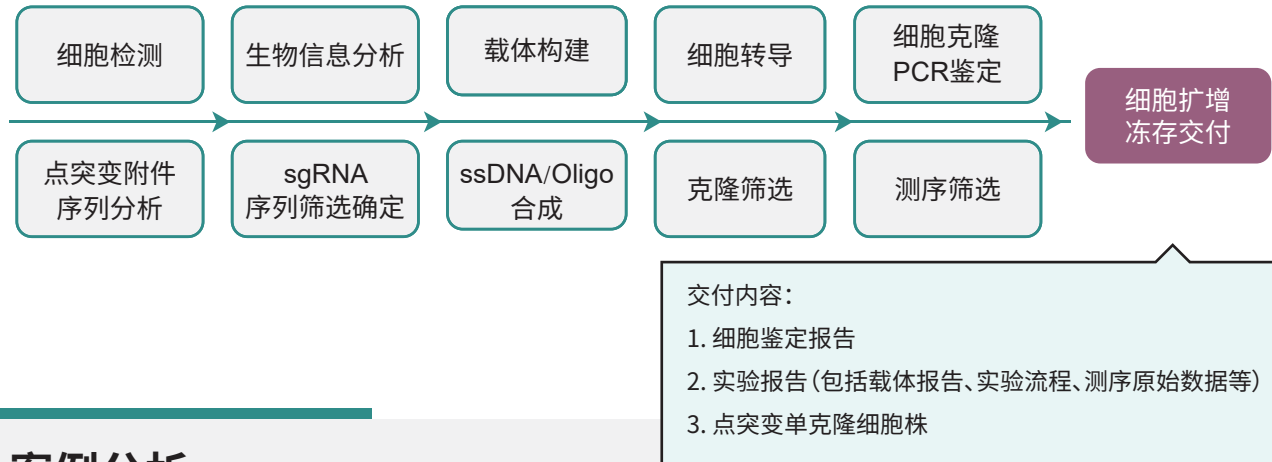 细胞检测
生物信息分析
载体构建
细胞转导
细胞克隆
PCR鉴定
细胞扩增
冻存交付
点突变附件
序列分析
sgRNA
序列筛选确定
ssDNA/Oligo
合成
克隆筛选
测序筛选
交付内容：
1. 细胞鉴定报告
2. 实验报告（包括载体报告、实验流程、测序原始数据等）
3. 点突变单克隆细胞株
案例分析